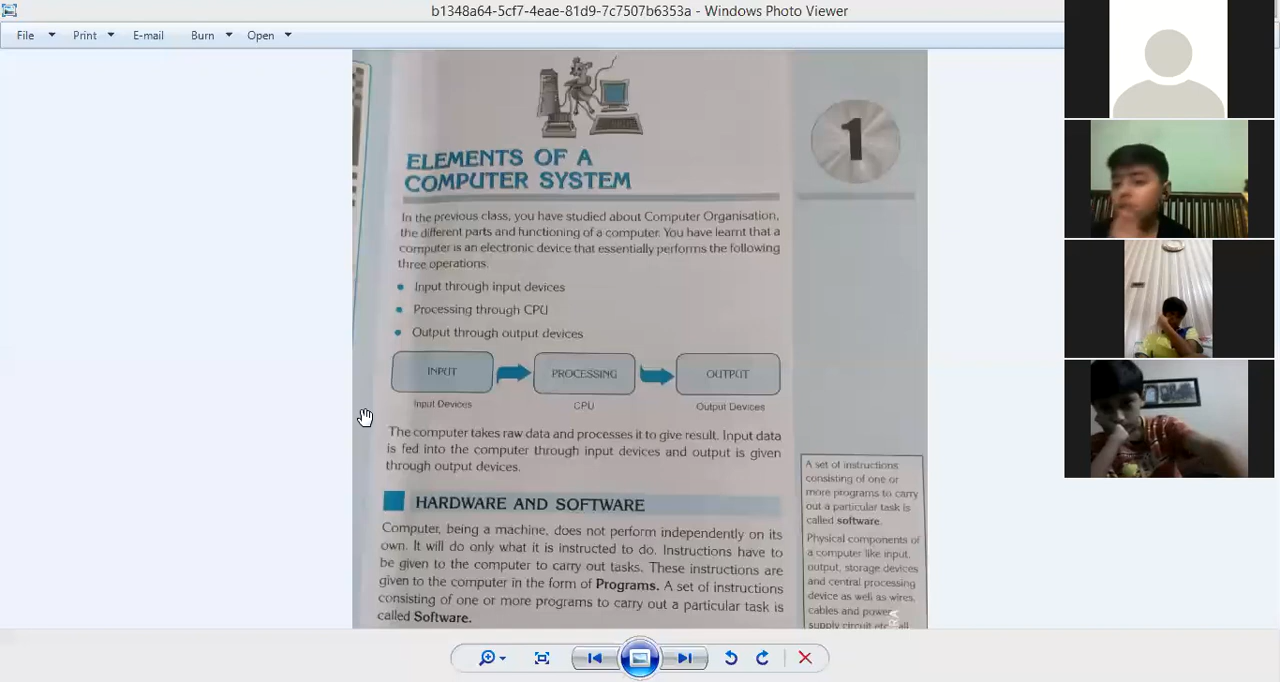 b1348a64-5cf7-4eae-81d9-7c7507b6353a - Windows Photo Viewer
File Print E-mail Burn Open
1
ELEMENTS OF A
COMPUTER SYSTEM
In the previous class, you have studied about Computer Organisation,
the different parts and functioning of a computer. You have learnt that a
computer is an electronic device that essentially performs the following
three operations.
• Input through input devices
• Processing through CPU
• Output through output devices
INPUT PROCESSING OUTPUT
Input Devices CPU Output Devices
The computer takes raw data and processes it to give result. Input data
is fed into the computer through input devices and output is given
through output devices.
HARDWARE AND SOFTWARE
Computer, being a machine, does not perform independently on its
own. It will do only what it is instructed to do. Instructions have to
be given to the computer to carry out tasks. These instructions are
given to the computer in the form of Programs. A set of instructions
consisting of one or more programs to carry out a particular task is
called Software.
A set of instructions
consisting of one or
more programs to carry
out a particular task is
called software.
Physical components of
a computer like input,
output, storage devices
and central processing
device as well as wires,
cables and power
supply circuit etc. all